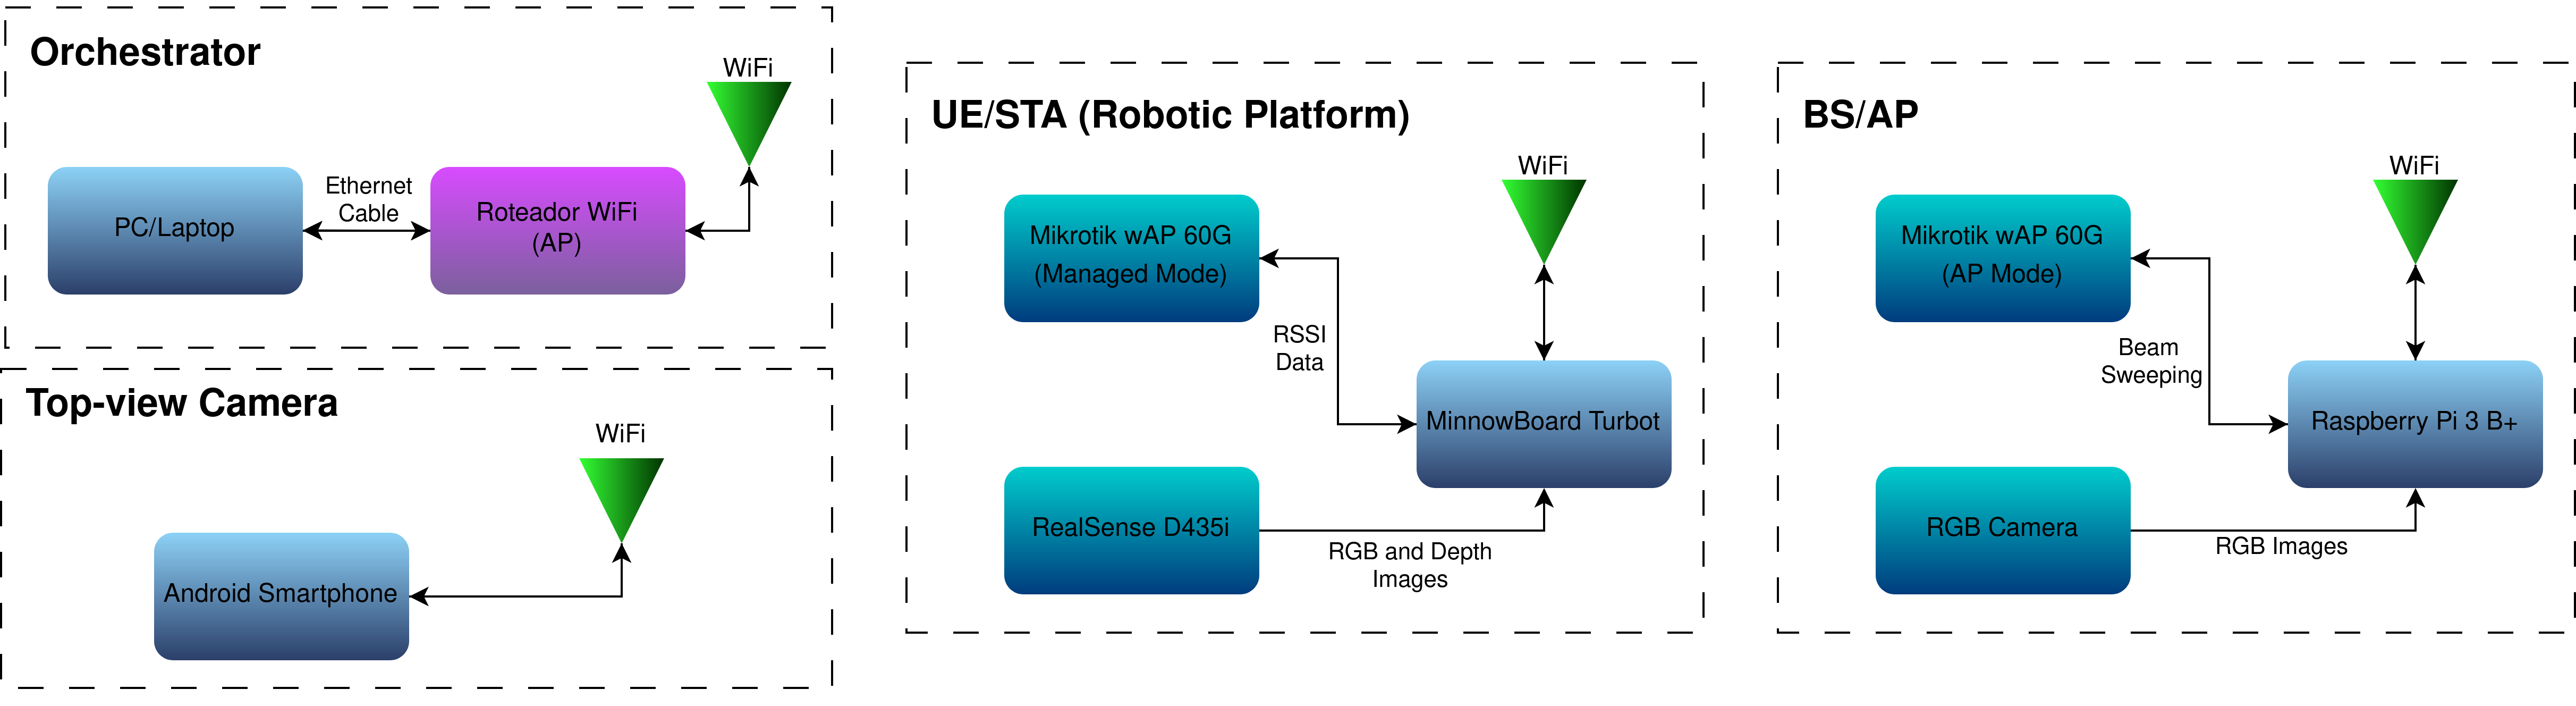 Orchestrator
WiFi
PC/Laptop
Ethernet
Cable
Roteador WiFi
(AP)
Top-view Camera
WiFi
Android Smartphone
UE/STA (Robotic Platform)
WiFi
Mikrotik wAP 60G
(Managed Mode)
RSSI
Data
MinnowBoard Turbot
RealSense D435i
RGB and Depth
Images
BS/AP
WiFi
Mikrotik wAP 60G
(AP Mode)
Beam
Sweeping
Raspberry Pi 3 B+
RGB Camera
RGB Images